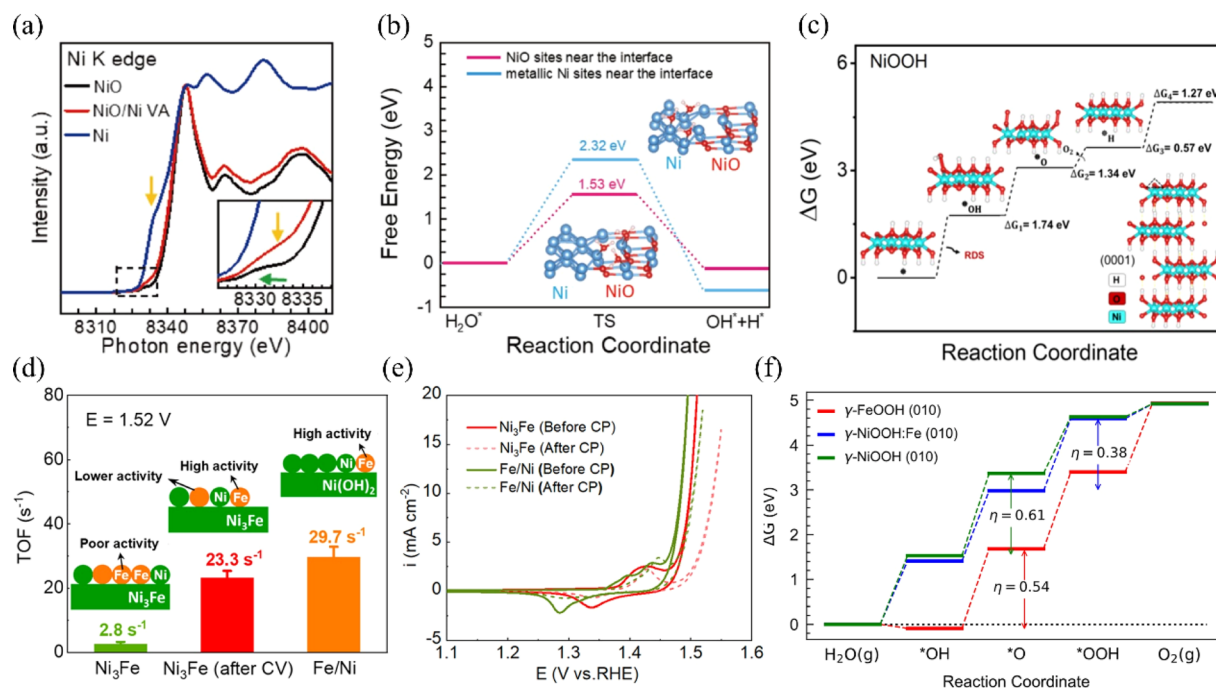 (a)
Ni K edge
NiO
NiO/Ni VA
Ni
Intensity (a.u.)
8330 8335
8310 8340 8380 8410
Photon energy (eV)
(b)
5
4
3
2
1
0
-1
Free Energy (eV)
NiO sites near the interface
metallic Ni sites near the interface
2.32 eV
Ni NiO
1.53 eV
Ni NiO
H₂O* TS OH*+H*
Reaction Coordinate
(c)
NiOOH
6
3
0
ΔG (eV)
ΔG₄= 1.27 eV
*H
ΔG₃= 0.57 eV
O₂
*O
ΔG₂= 1.34 eV
*OH
ΔG₁= 1.74 eV
*
RDS
(0001)
H
O
Ni
Reaction Coordinate
(d)
80
60
40
20
0
TOF (s⁻¹)
E = 1.52 V
High activity
Ni Fe
Ni(OH)₂
High activity
Lower activity
Ni Fe
Ni₃Fe
Poor activity
Fe Fe Ni
Ni₃Fe
2.8 s⁻¹
23.3 s⁻¹
29.7 s⁻¹
Ni₃Fe Ni₃Fe (after CV) Fe/Ni
(e)
20
15
10
5
0
-5
i (mA cm⁻²)
Ni₃Fe (Before CP)
Ni₃Fe (After CP)
Fe/Ni (Before CP)
Fe/Ni (After CP)
1.1 1.2 1.3 1.4 1.5 1.6
E (V vs.RHE)
(f)
5
4
3
2
1
0
ΔG (eV)
γ-FeOOH (010)
γ-NiOOH:Fe (010)
γ-NiOOH (010)
η = 0.38
η = 0.61
η = 0.54
H₂O(g) *OH *O *OOH O₂(g)
Reaction Coordinate